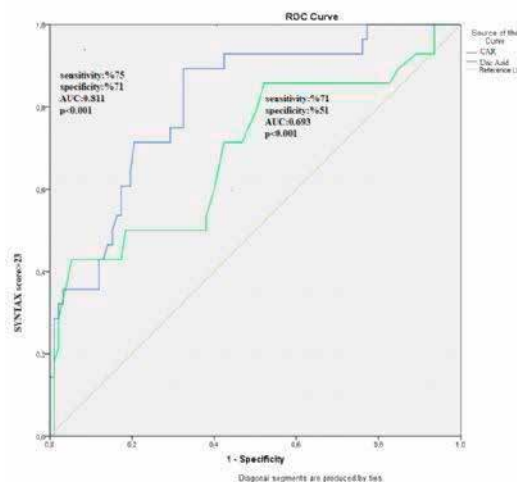 ROC Curve
Source of the
Curve
CAR
Uric Acid
Reference Li
sensitivity:%75
specificity:%71
AUC:0.811
p<0.001
sensitivity:%71
specificity:%51
AUC:0.693
p<0.001
SYNTAX score>23
1,0
0,8
0,6
0,4
0,2
0,0
0,0
0,2
0,4
0,6
0,8
1,0
1 - Specificity
Diagonal segments are produced by ties.